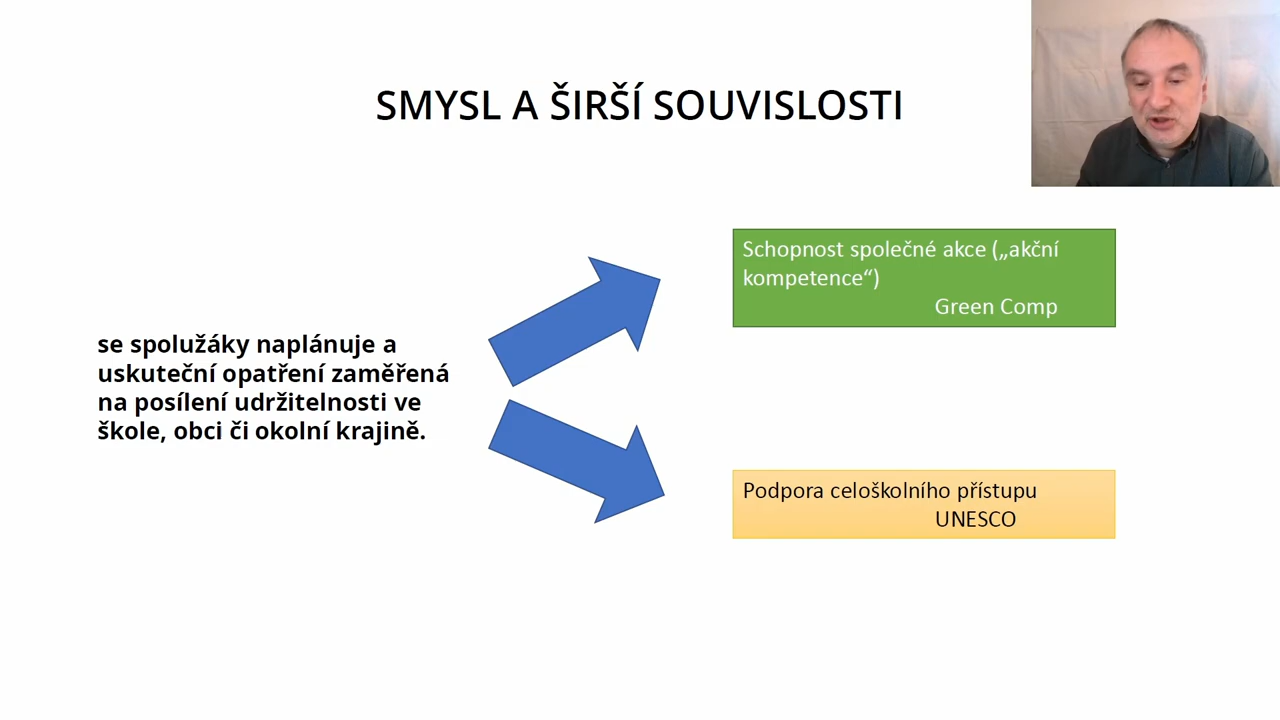 SMYSL A ŠIRŠÍ SOUVISLOSTI
se spolužáky naplánuje a
uskuteční opatření zaměřená
na posílení udržitelnosti ve
škole, obci či okolní krajině.
Schopnost společné akce („akční
kompetence“)
Green Comp
Podpora celoškolního přístupu
UNESCO